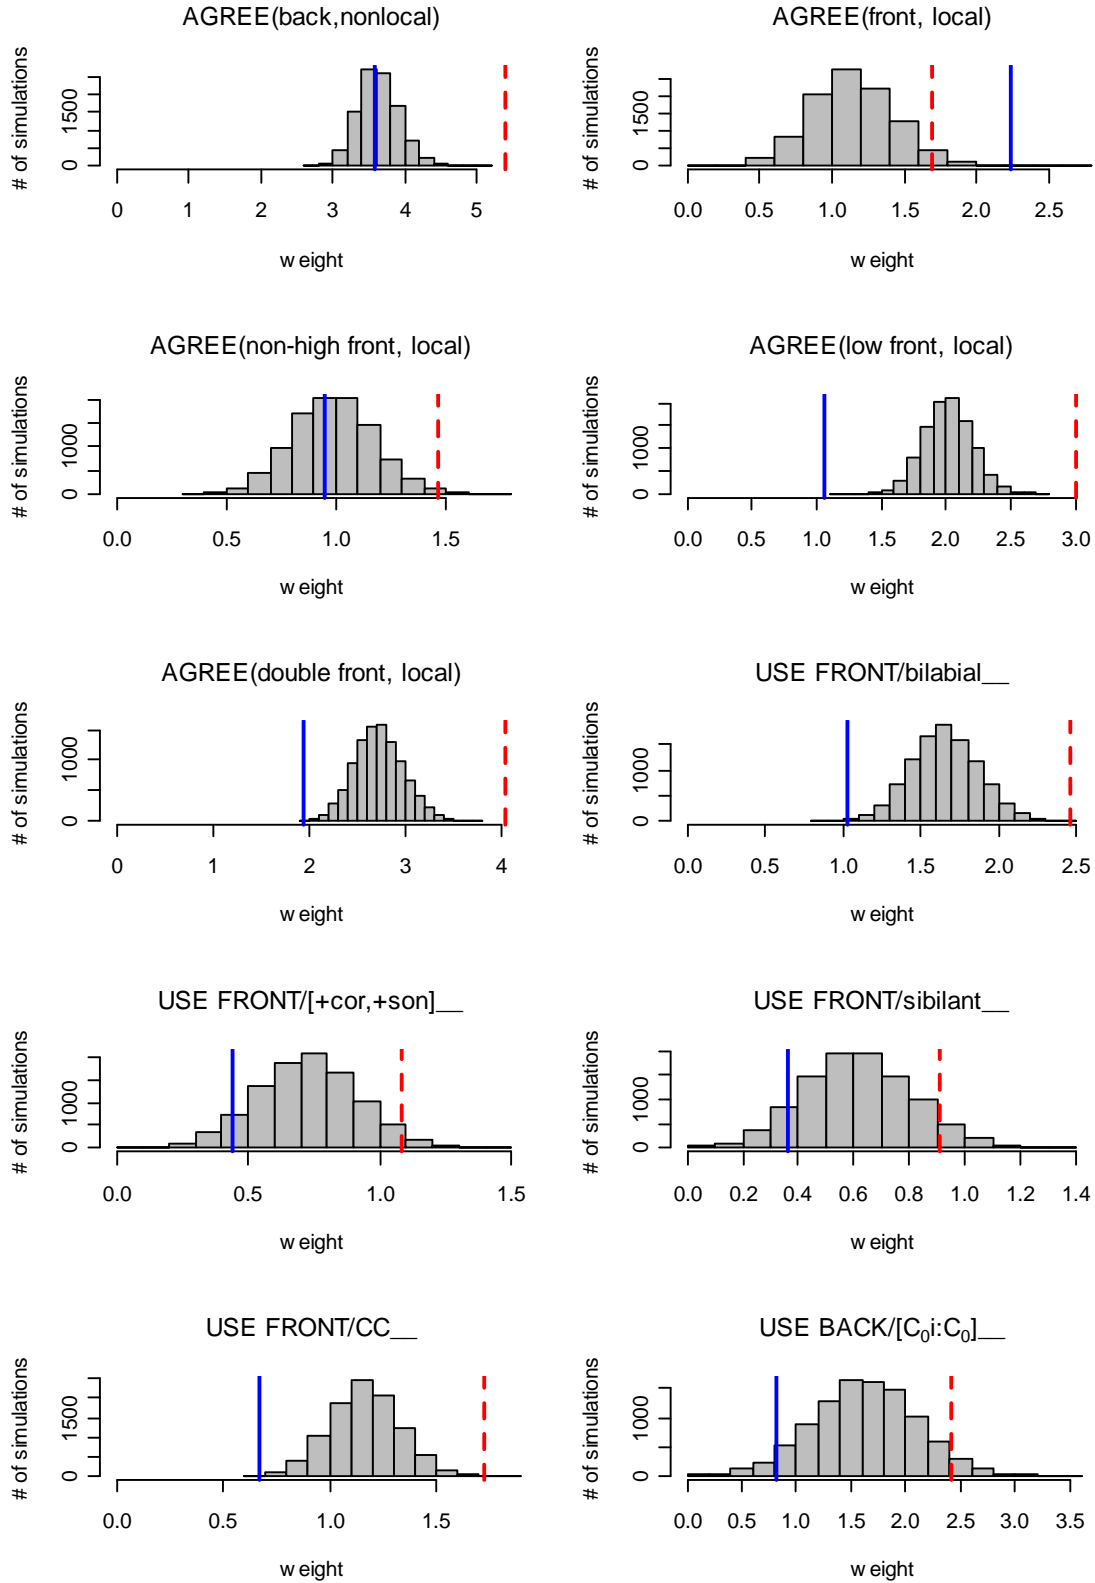 AGREE(back,nonlocal)
# of simulations
0 1500
0 1 2 3 4 5
weight
AGREE(front, local)
# of simulations
0 1500
0.0 0.5 1.0 1.5 2.0 2.5
weight
AGREE(non-high front, local)
# of simulations
0 1000
0.0 0.5 1.0 1.5
weight
AGREE(low front, local)
# of simulations
0 1000
0.0 0.5 1.0 1.5 2.0 2.5 3.0
weight
AGREE(double front, local)
# of simulations
0 1000
0 1 2 3 4
weight
USE FRONT/bilabial__
# of simulations
0 1000
0.0 0.5 1.0 1.5 2.0 2.5
weight
USE FRONT/[+cor,+son]__
# of simulations
0 1000
0.0 0.5 1.0 1.5
weight
USE FRONT/sibilant__
# of simulations
0 1000
0.0 0.2 0.4 0.6 0.8 1.0 1.2 1.4
weight
USE FRONT/CC__
# of simulations
0 1500
0.0 0.5 1.0 1.5
weight
USE BACK/[C₀i:C₀]__
# of simulations
0 1000
0.0 0.5 1.0 1.5 2.0 2.5 3.0 3.5
weight